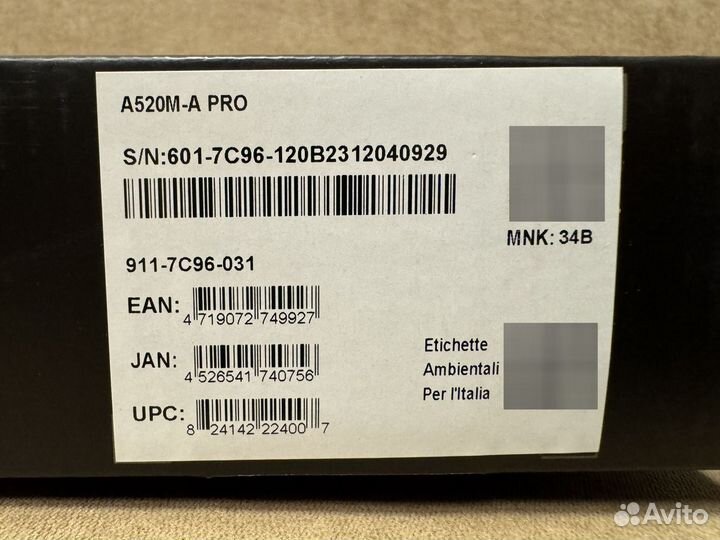 A520M-A PRO
S/N:601-7C96-120B2312040929
MNK: 34B
911-7C96-031
EAN:
4 719072 749927
JAN:
4 526541 740756
UPC:
8 24142 22400 7
Etichette
Ambientali
Per l'Italia
Avito